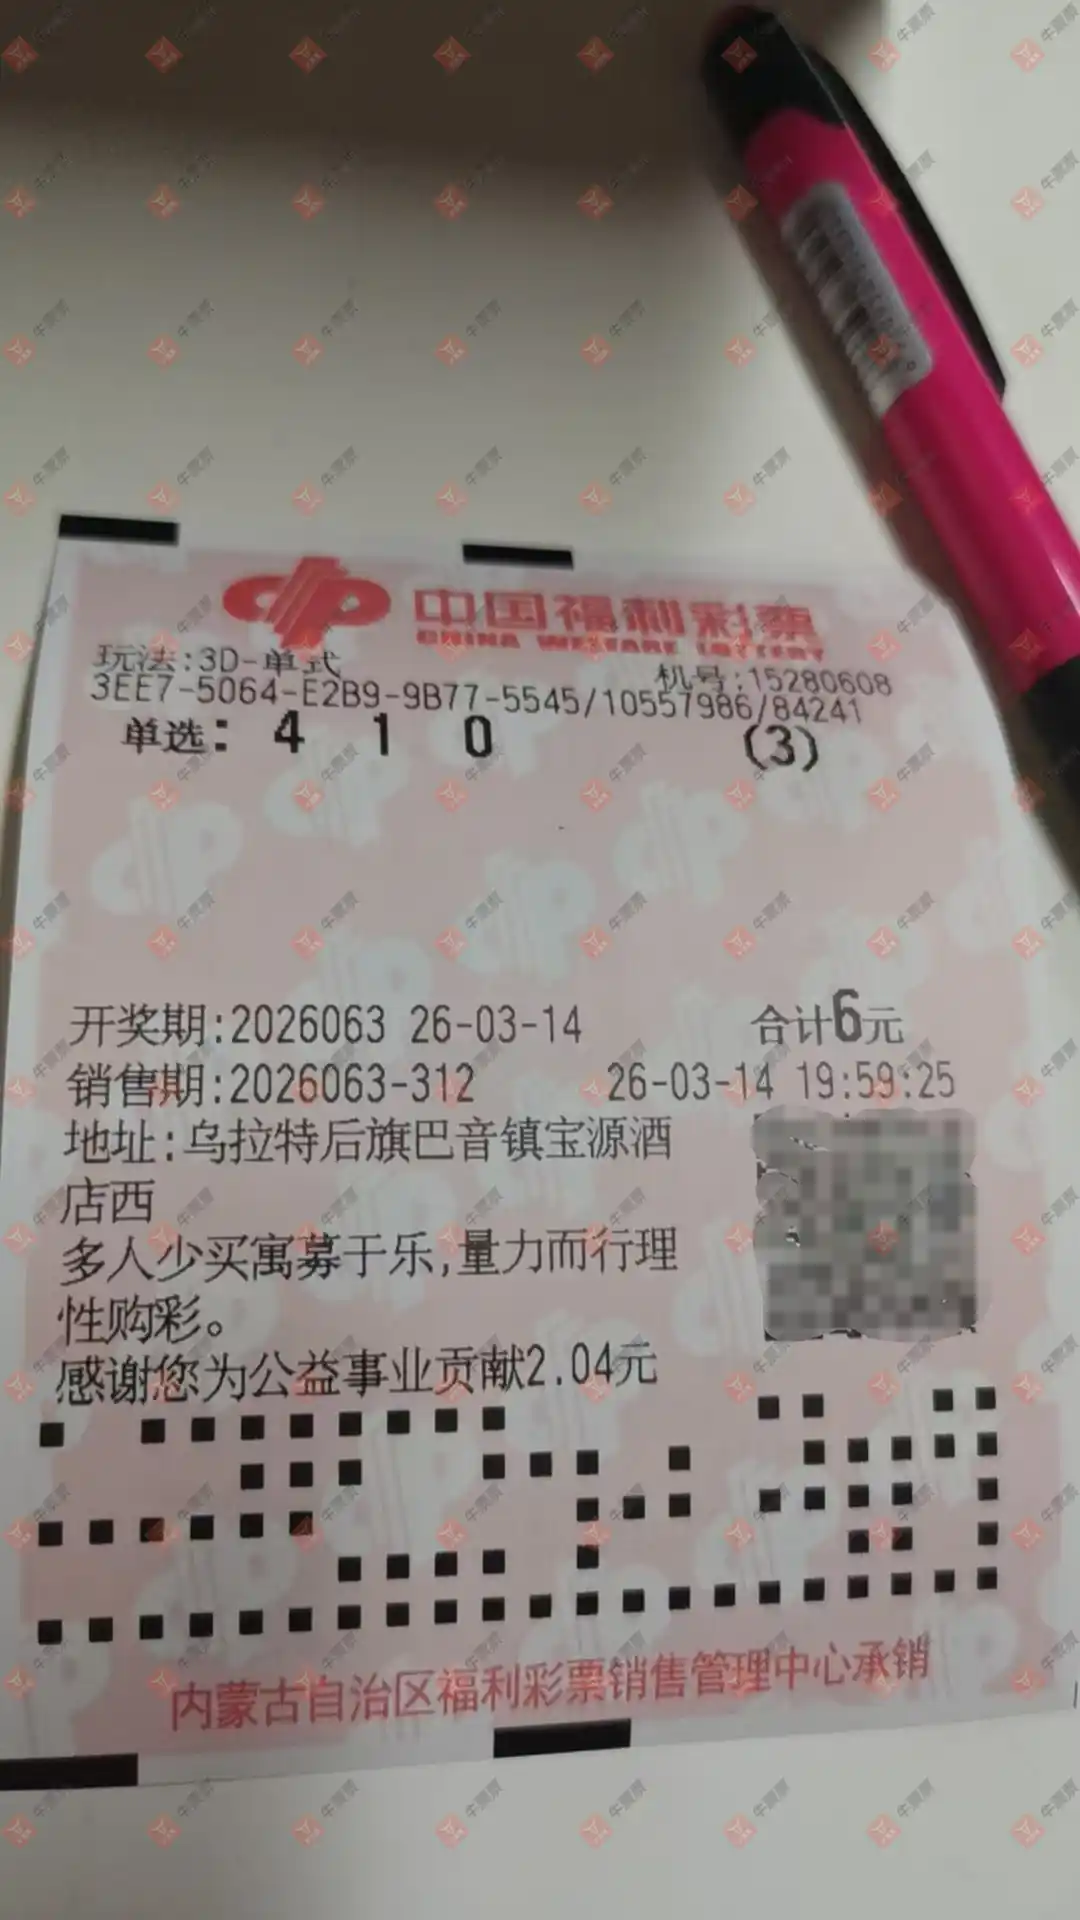 中国福利彩票
CHINA WELFARE LOTTERY
玩法:3D-单式
机号:15280608
3EE7-5064-E2B9-9B77-5545/10557986/84241
单选: 4 1 0 (3)
开奖期:2026063 26-03-14 合计6元
销售期:2026063-312 26-03-14 19:59:25
地址:乌拉特后旗巴音镇宝源酒
店西
多人少买寓募于乐,量力而行理
性购彩。
感谢您为公益事业贡献2.04元
内蒙古自治区福利彩票销售管理中心承销
牛票票